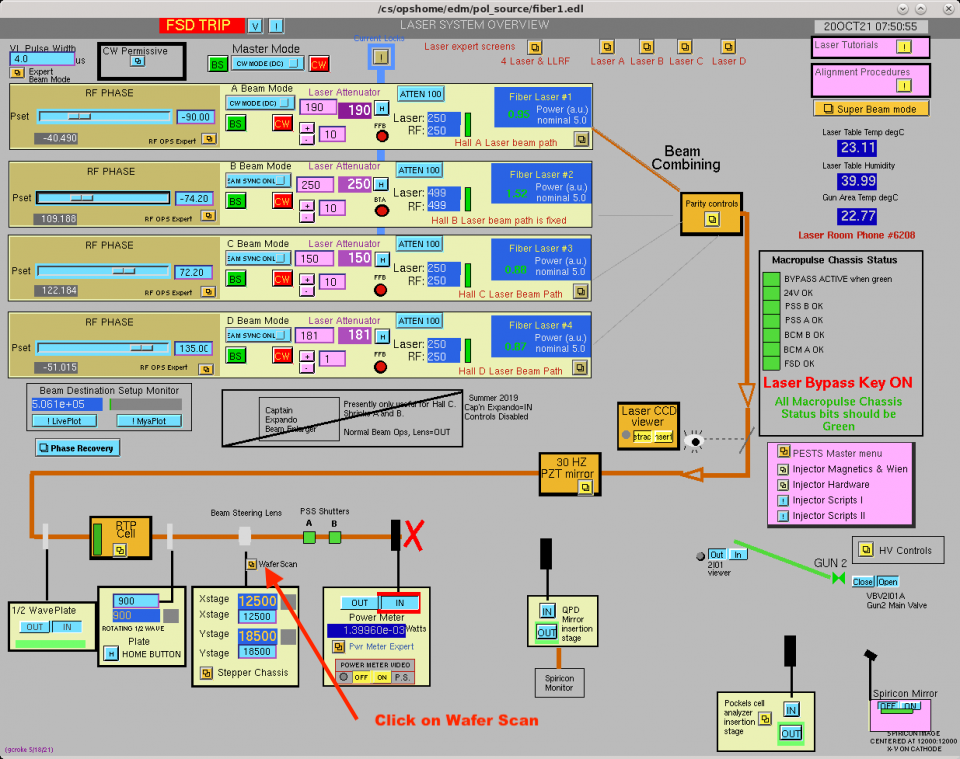 /cs/opshome/edm/pol_source/fiber1.edl
FSD TRIP
V
!
LASER SYSTEM OVERVIEW
20OCT21 07:50:55
VL Pulse Width
4.0
us
Expert
Beam Mode
CW Permissive
Master Mode
BS
CW MODE (DC)
CW
Current Locks
!
Laser expert screens
4 Laser & LLRF
Laser A
Laser B
Laser C
Laser D
Laser Tutorials
!
Alignment Procedures
!
Super Beam mode
RF PHASE
Pset
-90.00
-40.490
RF OPS Expert
A Beam Mode
CW MODE (DC)
BS
CW
Laser Attenuator
190
190
H
+
-
10
FFB
ATTEN 100
Laser:
250
RF:
250
Fiber Laser #1
0.95
Power (a.u.)
nominal 5.0
Hall A Laser beam path
RF PHASE
Pset
-74.20
109.188
RF OPS Expert
B Beam Mode
EAM SYNC ONL
BS
CW
Laser Attenuator
250
250
H
+
-
10
BTA
ATTEN 100
Laser:
499
RF:
499
Fiber Laser #2
1.52
Power (a.u.)
nominal 5.0
Hall B Laser beam path is fixed
RF PHASE
Pset
72.20
122.184
RF OPS Expert
C Beam Mode
EAM SYNC ONL
BS
CW
Laser Attenuator
150
150
H
+
-
10
FFB
ATTEN 100
Laser:
250
RF:
250
Fiber Laser #3
0.88
Power (a.u.)
nominal 5.0
Hall C Laser Beam Path
RF PHASE
Pset
135.00
-51.015
RF OPS Expert
D Beam Mode
EAM SYNC ONL
BS
CW
Laser Attenuator
181
181
H
+
-
1
FFB
ATTEN 100
Laser:
250
RF:
250
Fiber Laser #4
0.87
Power (a.u.)
nominal 5.0
Hall D Laser Beam Path
Beam
Combining
Parity controls
Laser Table Temp degC
23.11
Laser Table Humidity
39.99
Gun Area Temp degC
22.77
Laser Room Phone #6208
Macropulse Chassis Status
BYPASS ACTIVE when green
24V OK
PSS B OK
PSS A OK
BCM B OK
BCM A OK
FSD OK
Laser Bypass Key ON
All Macropulse Chassis
Status bits should be
Green
Beam Destination Setup Monitor
5.061e+05
! LivePlot
! MyaPlot
Phase Recovery
Captain
Expando
Beam Enlarger
Presently only useful for Hall C.
Shrinks A and B.
Normal Beam Ops, Lens=OUT
Summer 2019
Cap'n Expando=IN
Controls Disabled
Laser CCD
viewer
etrac
nsert
30 HZ
PZT mirror
PESTS Master menu
Injector Magnetics & Wien
Injector Hardware
! Injector Scripts I
! Injector Scripts II
RTP
Cell
Beam Steering Lens
PSS Shutters
A
B
X
Wafer Scan
1/2 Wave Plate
OUT
IN
900
900
ROTATING 1/2 WAVE
Plate
H
HOME BUTTON
Xstage
12500
Xstage
12500
Ystage
18500
Ystage
18500
Stepper Chassis
OUT
IN
Power Meter
1.39960e-03
Watts
Pwr Meter Expert
POWER METER VIDEO
OFF
ON
P.S.
Click on Wafer Scan
IN
OUT
QPD
Mirror
insertion
stage
Spiricon
Monitor
Out
In
2I01
viewer
GUN 2
HV Controls
Close
Open
VBV2I01A
Gun2 Main Valve
Pockels cell
analyzer
insertion
stage
IN
OUT
Spiricon Mirror
OFF
ON
SPIRICON IMAGE
CENTERED AT 12000:12000
X-V ON CATHODE
(gcroke 5/18/21)